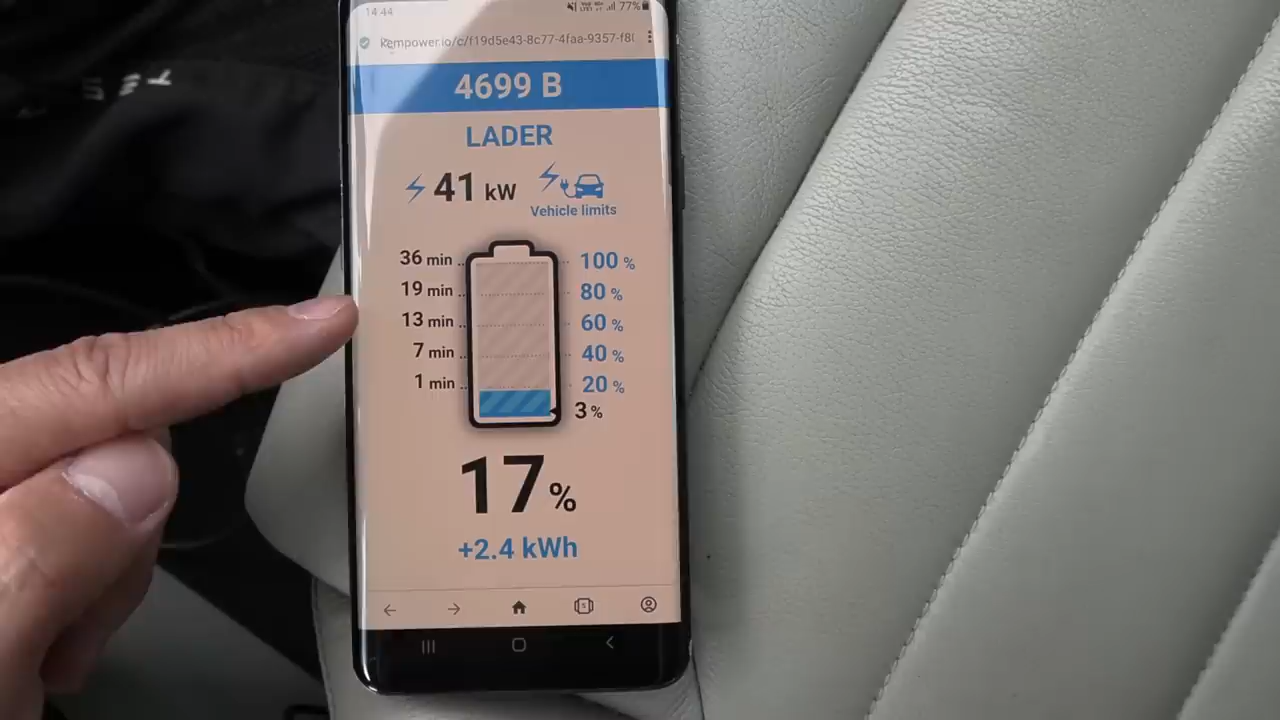 14:44
77%
kempower.io/c/f19d5e43-8c77-4faa-9357-f8(
4699 B
LADER
41 kW
Vehicle limits
36 min 100 %
19 min 80 %
13 min 60 %
7 min 40 %
1 min 20 %
3 %
17 %
+2.4 kWh